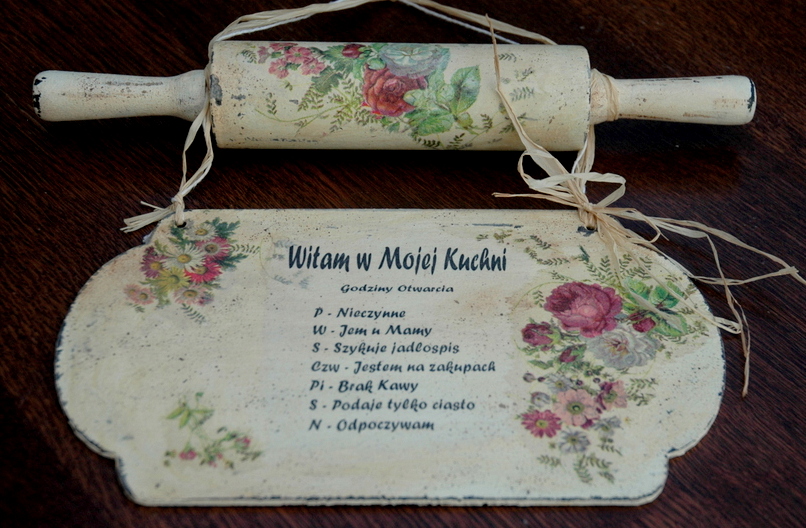 Witam w Mojej Kuchni
Godziny Otwarcia
P - Nieczynne
W - Jem u Mamy
S - Szykuje jadłospis
Czw - Jestem na zakupach
Pi - Brak Kawy
S - Podaje tylko ciasto
N - Odpoczywam